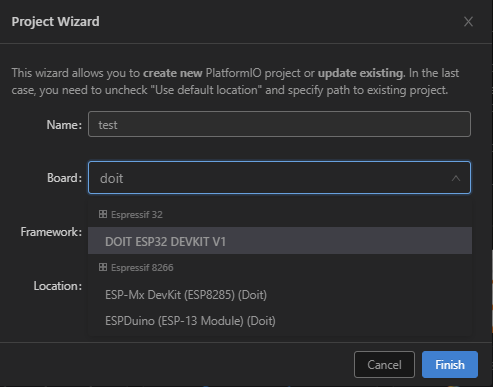 Project Wizard
This wizard allows you to create new PlatformIO project or update existing. In the last
case, you need to uncheck "Use default location" and specify path to existing project.
Name: test
Board: doit
Espressif 32
Framework: DOIT ESP32 DEVKIT V1
Espressif 8266
Location: ESP-Mx DevKit (ESP8285) (Doit)
ESPDuino (ESP-13 Module) (Doit)
Cancel Finish